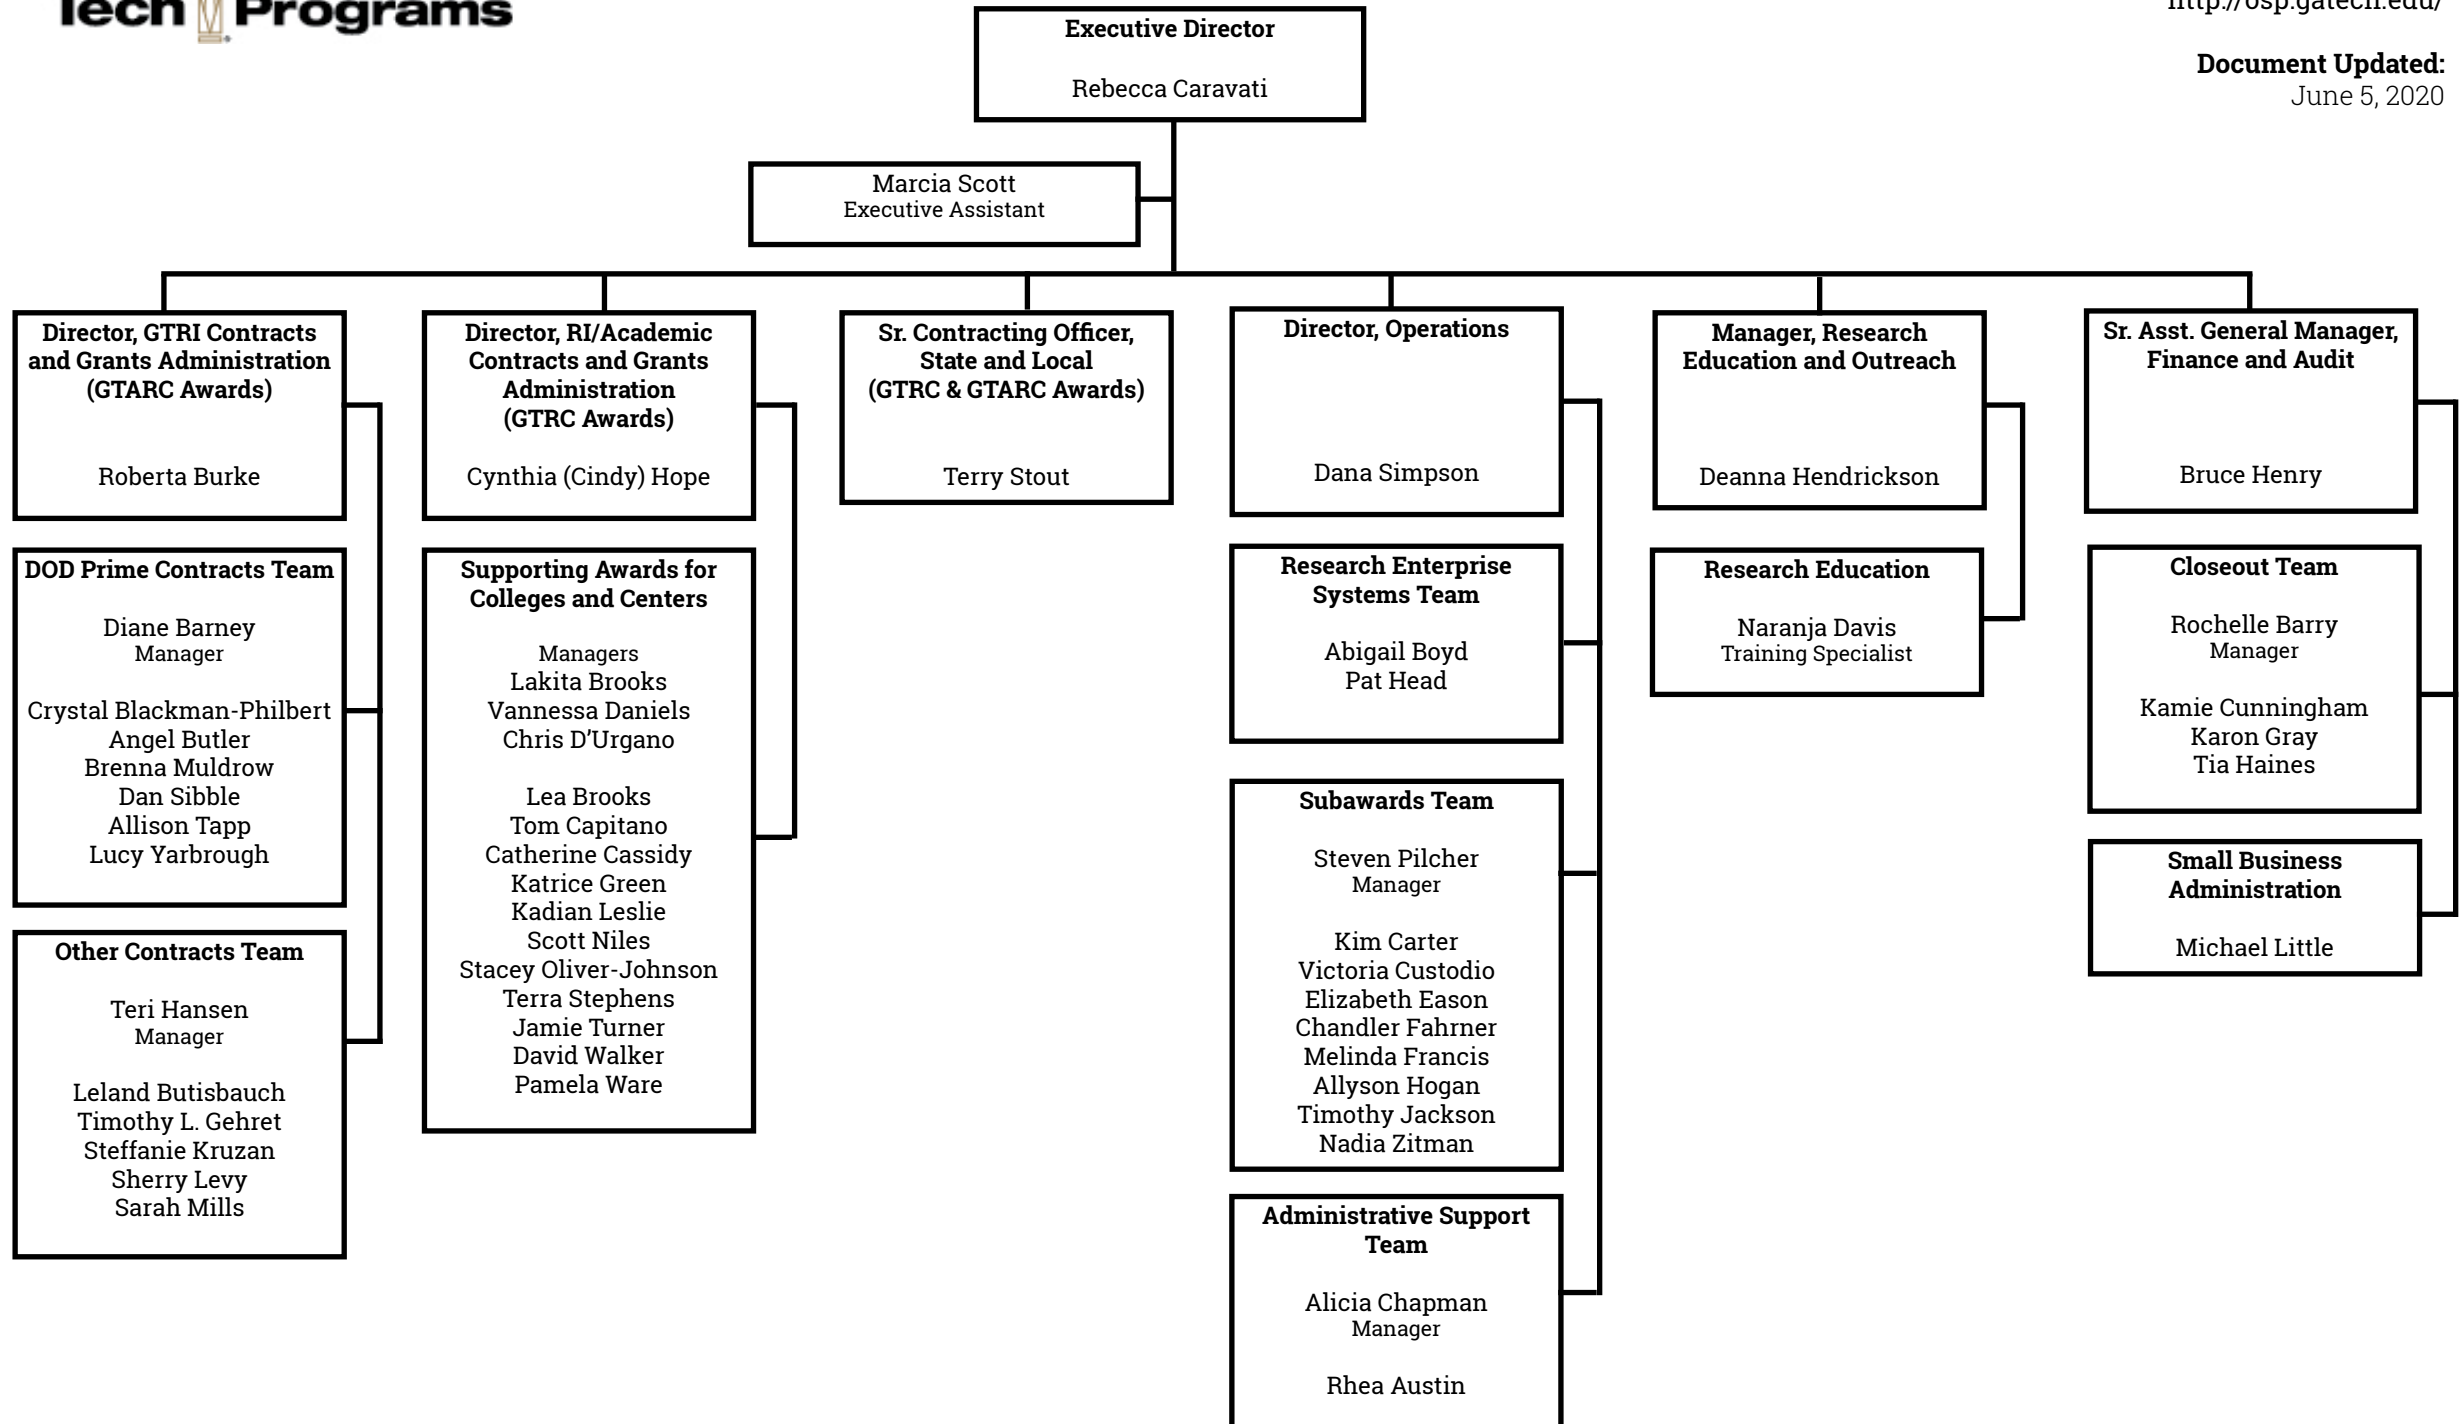 Tech Programs
http://osp.gatech.edu/
Document Updated:
June 5, 2020
Executive Director
Rebecca Caravati
Marcia Scott
Executive Assistant
Director, GTRI Contracts
and Grants Administration
(GTARC Awards)
Roberta Burke
DOD Prime Contracts Team
Diane Barney
Manager
Crystal Blackman-Philbert
Angel Butler
Brenna Muldrow
Dan Sibble
Allison Tapp
Lucy Yarbrough
Other Contracts Team
Teri Hansen
Manager
Leland Butisbauch
Timothy L. Gehret
Steffanie Kruzan
Sherry Levy
Sarah Mills
Director, RI/Academic
Contracts and Grants
Administration
(GTRC Awards)
Cynthia (Cindy) Hope
Supporting Awards for
Colleges and Centers
Managers
Lakita Brooks
Vannessa Daniels
Chris D’Urgano
Lea Brooks
Tom Capitano
Catherine Cassidy
Katrice Green
Kadian Leslie
Scott Niles
Stacey Oliver-Johnson
Terra Stephens
Jamie Turner
David Walker
Pamela Ware
Sr. Contracting Officer,
State and Local
(GTRC & GTARC Awards)
Terry Stout
Director, Operations
Dana Simpson
Research Enterprise
Systems Team
Abigail Boyd
Pat Head
Subawards Team
Steven Pilcher
Manager
Kim Carter
Victoria Custodio
Elizabeth Eason
Chandler Fahrner
Melinda Francis
Allyson Hogan
Timothy Jackson
Nadia Zitman
Administrative Support
Team
Alicia Chapman
Manager
Rhea Austin
Manager, Research
Education and Outreach
Deanna Hendrickson
Research Education
Naranja Davis
Training Specialist
Sr. Asst. General Manager,
Finance and Audit
Bruce Henry
Closeout Team
Rochelle Barry
Manager
Kamie Cunningham
Karon Gray
Tia Haines
Small Business
Administration
Michael Little